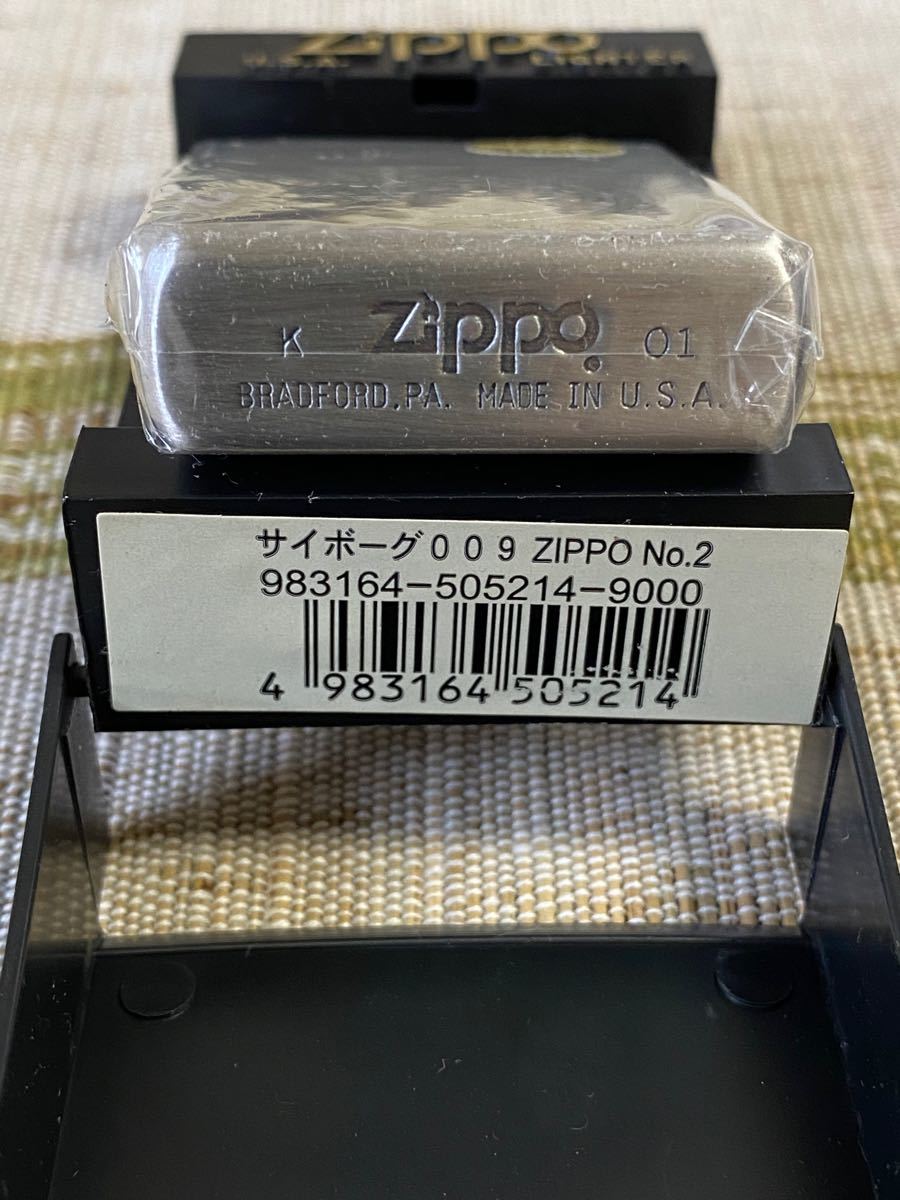 Zippo
U.S.A. LIGHTER
K Zippo 01
BRADFORD,PA. MADE IN U.S.A.
サイボーグ００９ ZIPPO No.2
983164-505214-9000
4 983164 505214